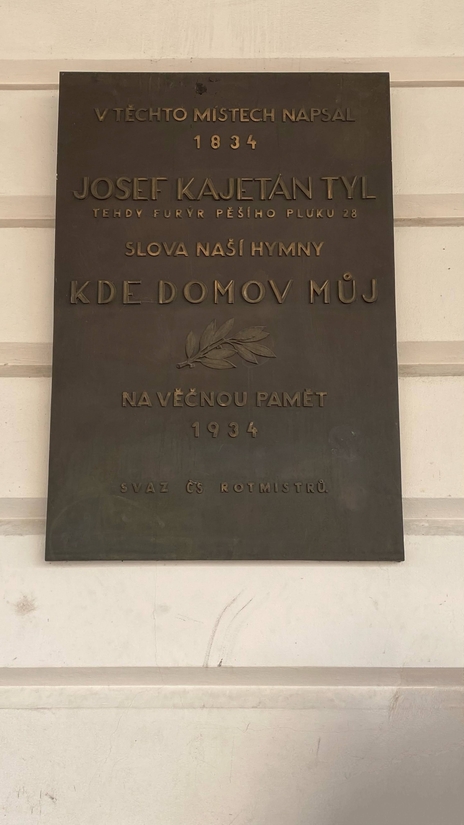 V TĚCHTO MÍSTECH NAPSAL
1834
JOSEF KAJETÁN TYL
TEHDY FURÝR PĚŠÍHO PLUKU 28
SLOVA NAŠÍ HYMNY
KDE DOMOV MŮJ
NA VĚČNOU PAMĚT
1934
SVAZ ČS ROTMISTRŮ